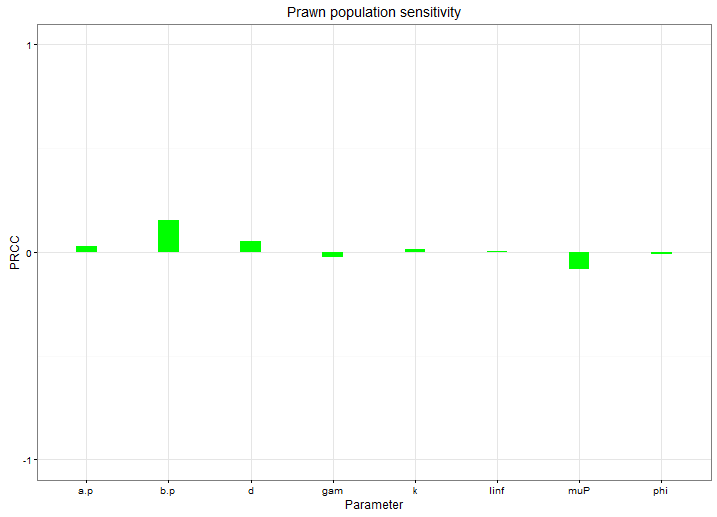 Prawn population sensitivity
1
0
-1
PRCC
a.p b.p d gam k linf muP phi
Parameter